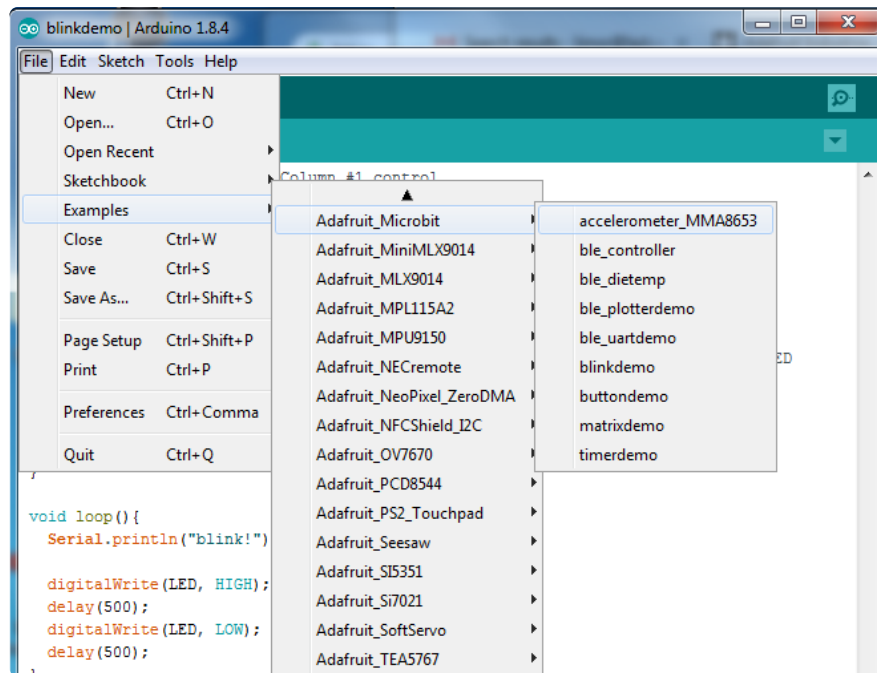 blinkdemo | Arduino 1.8.4
File Edit Sketch Tools Help
New Ctrl+N
Open... Ctrl+O
Open Recent
Sketchbook
Examples
Close Ctrl+W
Save Ctrl+S
Save As... Ctrl+Shift+S
Page Setup Ctrl+Shift+P
Print Ctrl+P
Preferences Ctrl+Comma
Quit Ctrl+Q
Column #1 control
Adafruit_Microbit
Adafruit_MiniMLX9014
Adafruit_MLX9014
Adafruit_MPL115A2
Adafruit_MPU9150
Adafruit_NECremote
Adafruit_NeoPixel_ZeroDMA
Adafruit_NFCShield_I2C
Adafruit_OV7670
Adafruit_PCD8544
Adafruit_PS2_Touchpad
Adafruit_Seesaw
Adafruit_SI5351
Adafruit_Si7021
Adafruit_SoftServo
Adafruit_TEA5767
accelerometer_MMA8653
ble_controller
ble_dietemp
ble_plotterdemo
ble_uartdemo
blinkdemo
buttondemo
matrixdemo
timerdemo
}
void loop(){
Serial.println("blink!")
digitalWrite(LED, HIGH);
delay(500);
digitalWrite(LED, LOW);
delay(500);